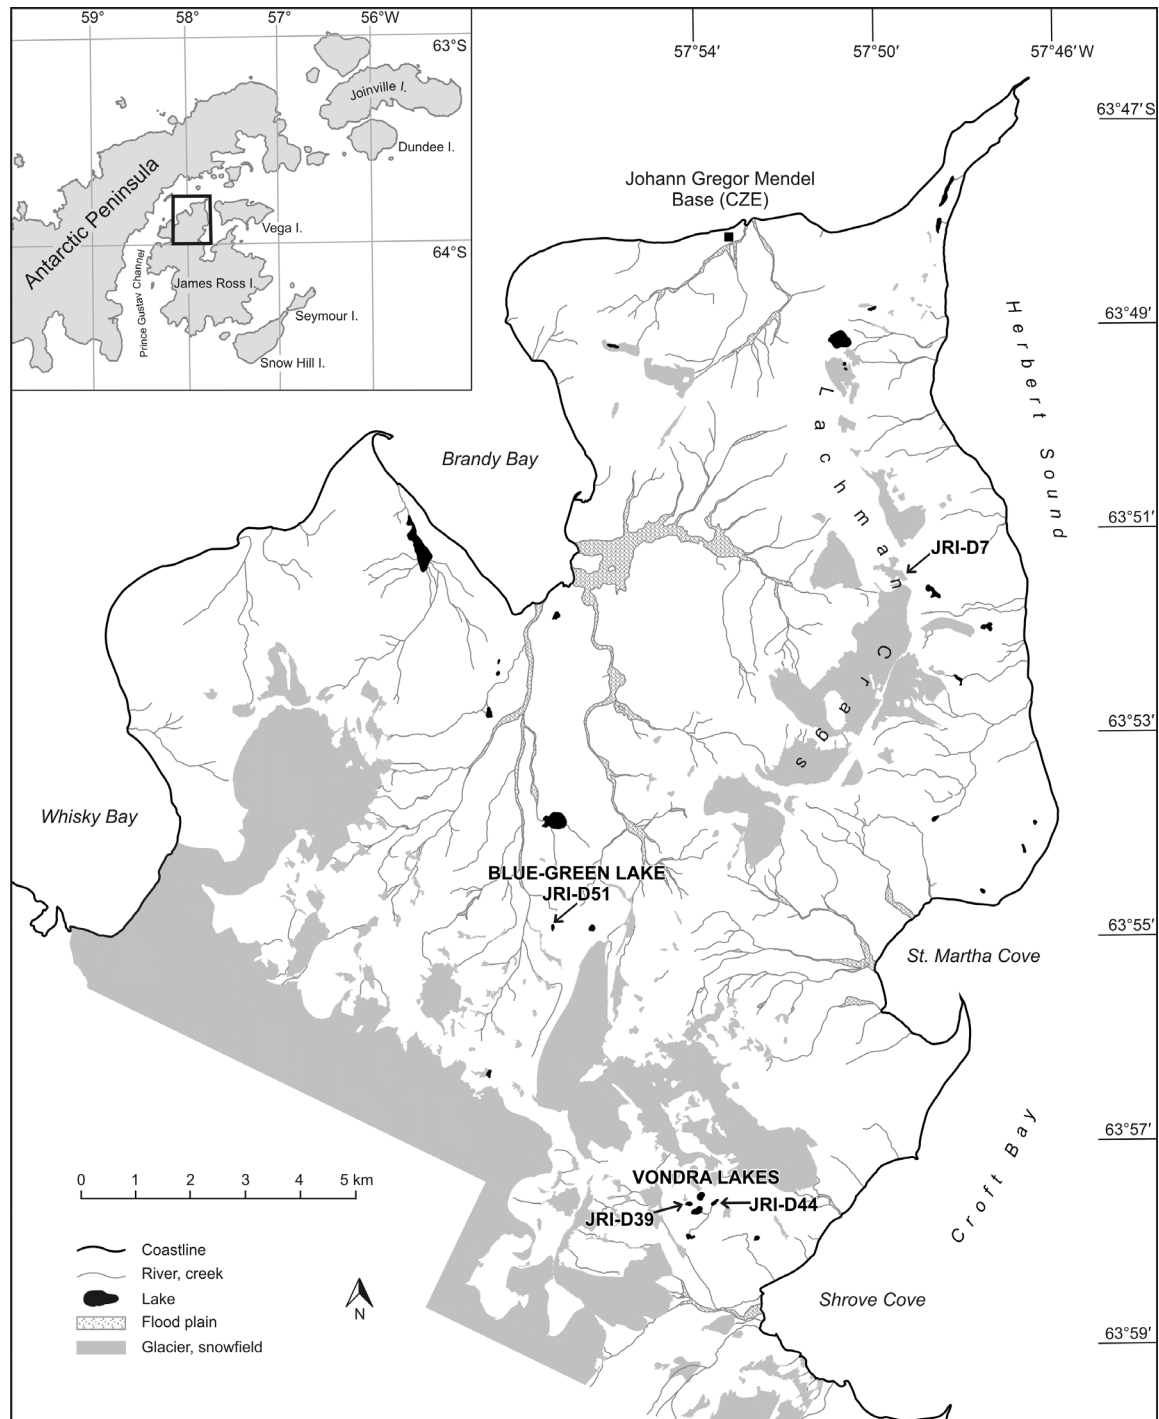 59°
58°
57°
56°W
63°S
Joinville I.
Dundee I.
Antarctic Peninsula
Vega I.
64°S
Prince Gustav Channel
James Ross I.
Seymour I.
Snow Hill I.
57°54′
57°50′
57°46′W
63°47′S
Johann Gregor Mendel
Base (CZE)
63°49′
Herbert Sound
Lachman Crags
Brandy Bay
63°51′
JRI-D7
63°53′
Whisky Bay
BLUE-GREEN LAKE
JRI-D51
63°55′
St. Martha Cove
63°57′
Croft Bay
VONDRA LAKES
JRI-D44
JRI-D39
0 1 2 3 4 5 km
Coastline
River, creek
Lake
Flood plain
Glacier, snowfield
N
Shrove Cove
63°59′